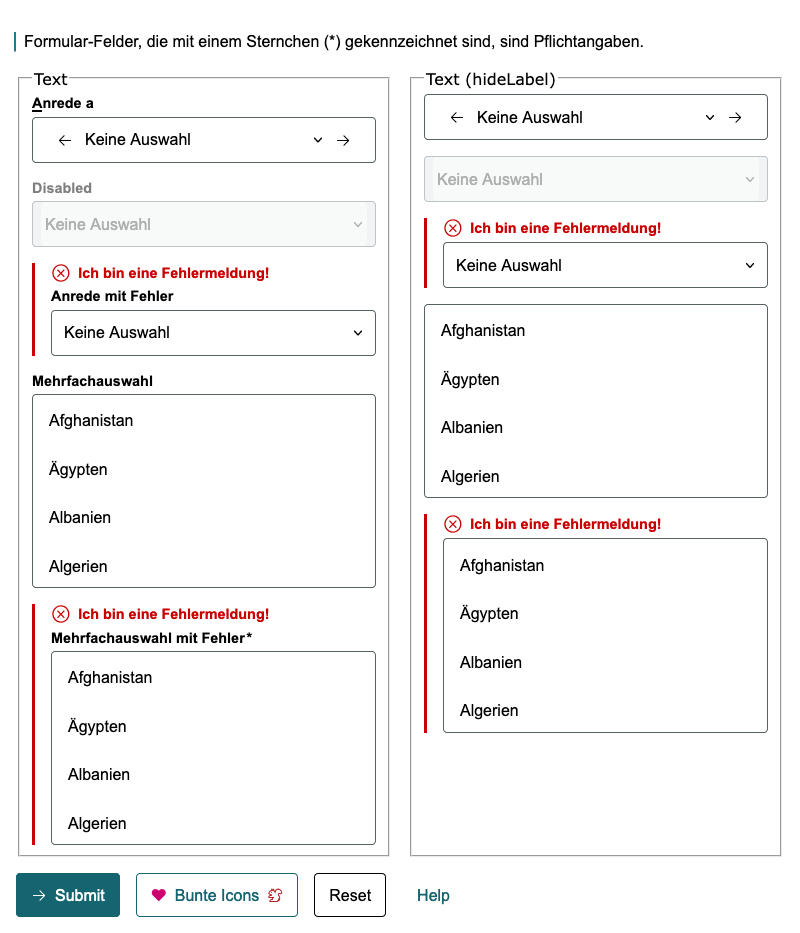 Formular-Felder, die mit einem Sternchen (*) gekennzeichnet sind, sind Pflichtangaben.
Text
Anrede a
Keine Auswahl
Disabled
Keine Auswahl
Ich bin eine Fehlermeldung!
Anrede mit Fehler
Keine Auswahl
Mehrfachauswahl
Afghanistan
Ägypten
Albanien
Algerien
Ich bin eine Fehlermeldung!
Mehrfachauswahl mit Fehler*
Afghanistan
Ägypten
Albanien
Algerien
Text (hideLabel)
Keine Auswahl
Keine Auswahl
Ich bin eine Fehlermeldung!
Keine Auswahl
Afghanistan
Ägypten
Albanien
Algerien
Ich bin eine Fehlermeldung!
Afghanistan
Ägypten
Albanien
Algerien
Submit
Bunte Icons
Reset
Help